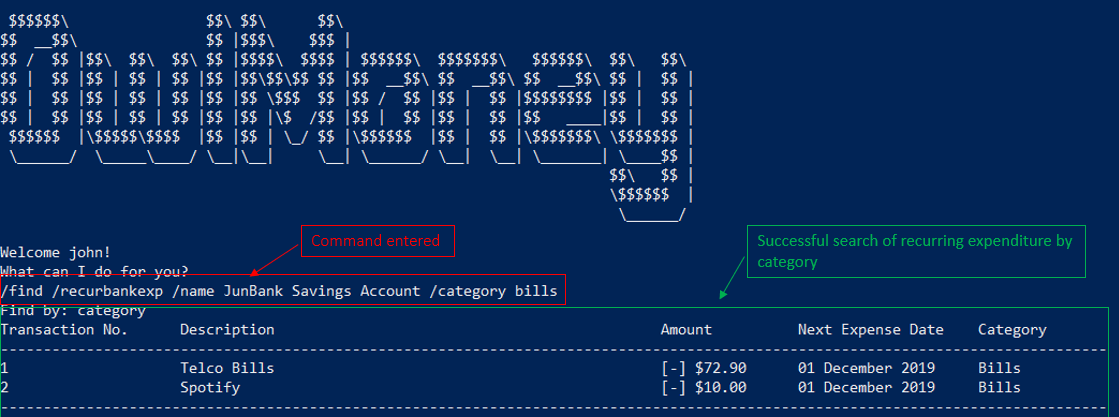 $$$$$$\                 $$\ $$\      $$\
$$  __$$\                $$ |$$$\    $$$ |
$$ /  $$ |$$\  $$\  $$\ $$ |$$$$\  $$$$ | $$$$$$\  $$$$$$$\   $$$$$$\  $$\   $$\
$$ |  $$ |$$ | $$ | $$ |$$ |$$\$$\$$ $$ |$$  __$$\ $$  __$$\ $$  __$$\ $$ |  $$ |
$$ |  $$ |$$ | $$ | $$ |$$ |$$ \$$$  $$ |$$ /  $$ |$$ |  $$ |$$$$$$$$ |$$ |  $$ |
$$ |  $$ |$$ | $$ | $$ |$$ |$$ |\$  /$$ |$$ |  $$ |$$ |  $$ |$$   ____|$$ |  $$ |
 $$$$$$  |\$$$$$\$$$$  |$$ |$$ | \_/ $$ |\$$$$$$  |$$ |  $$ |\$$$$$$$\ \$$$$$$$ |
 \______/  \_____\____/ \__|\__|     \__| \______/ \__|  \__| \_______| \____$$ |
$$\   $$ |
\$$$$$$  |
\______/
Command entered
Successful search of recurring expenditure by
category
Welcome john!
What can I do for you?
/find /recurbankexp /name JunBank Savings Account /category bills
Find by: category
Transaction No. Description Amount Next Expense Date Category
1 Telco Bills [-] $72.90 01 December 2019 Bills
2 Spotify [-] $10.00 01 December 2019 Bills